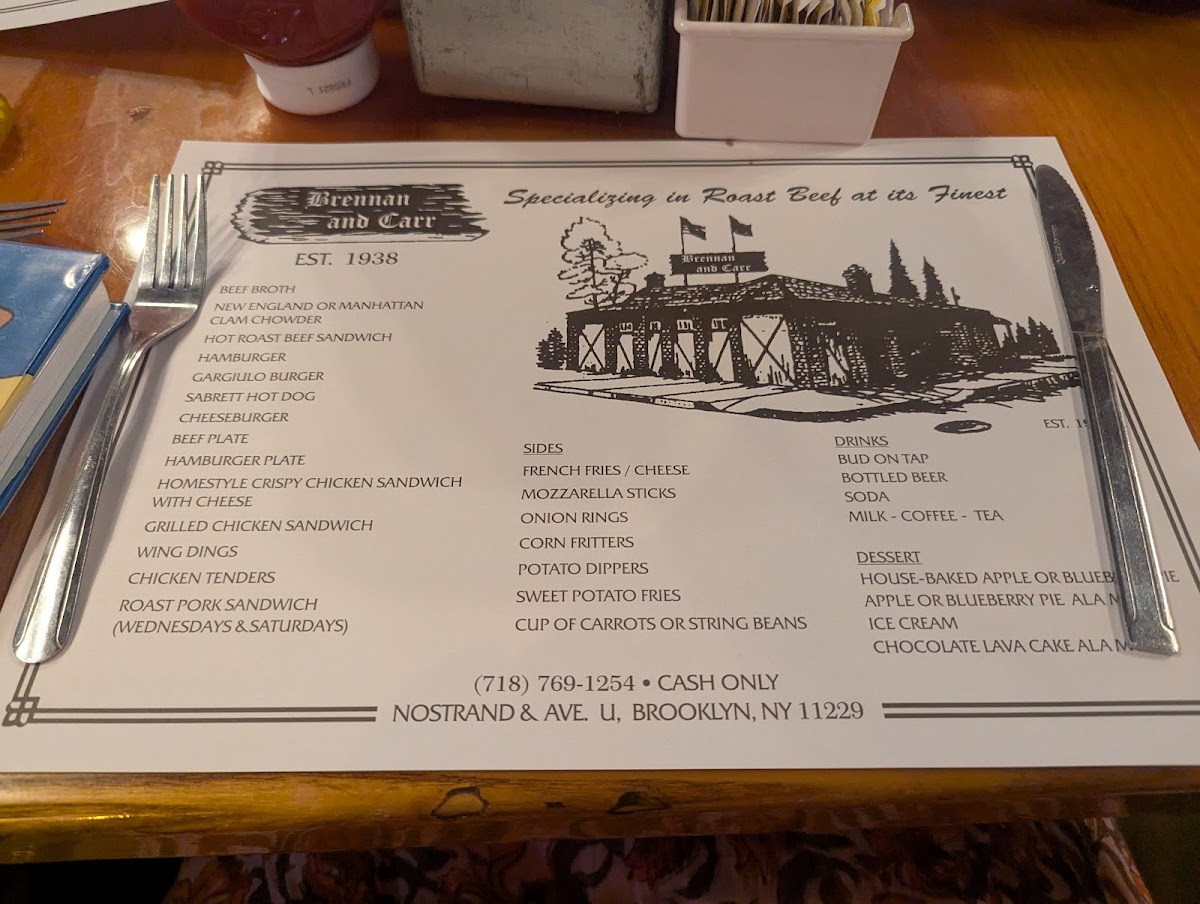 Brennan
and Carr
EST. 1938
Specializing in Roast Beef at its Finest
Brennan
and Carr
EST.
BEEF BROTH
NEW ENGLAND OR MANHATTAN
CLAM CHOWDER
HOT ROAST BEEF SANDWICH
HAMBURGER
GARGIULO BURGER
SABRETT HOT DOG
CHEESEBURGER
BEEF PLATE
HAMBURGER PLATE
HOMESTYLE CRISPY CHICKEN SANDWICH
WITH CHEESE
GRILLED CHICKEN SANDWICH
WING DINGS
CHICKEN TENDERS
ROAST PORK SANDWICH
(WEDNESDAYS & SATURDAYS)
SIDES
FRENCH FRIES / CHEESE
MOZZARELLA STICKS
ONION RINGS
CORN FRITTERS
POTATO DIPPERS
SWEET POTATO FRIES
CUP OF CARROTS OR STRING BEANS
DRINKS
BUD ON TAP
BOTTLED BEER
SODA
MILK - COFFEE - TEA
DESSERT
HOUSE-BAKED APPLE OR
APPLE OR BLUEBERRY PIE ALA
ICE CREAM
CHOCOLATE LAVA CAKE ALA
(718) 769-1254 • CASH ONLY
NOSTRAND & AVE. U, BROOKLYN, NY 11229